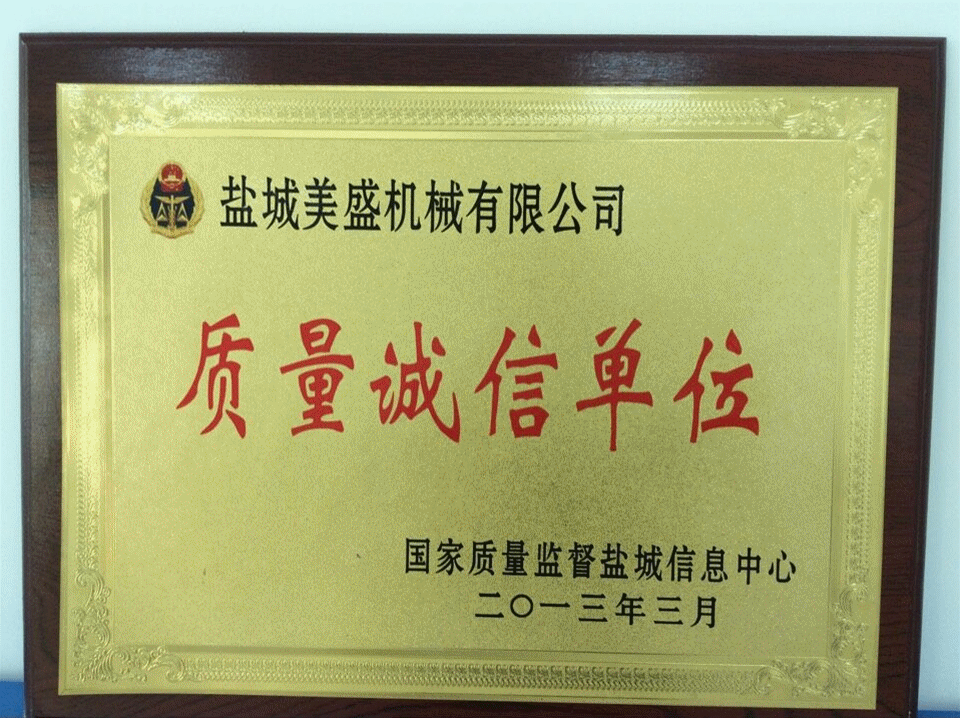 盐城美盛机械有限公司
质量诚信单位
国家质量监督盐城信息中心
二〇一三年三月